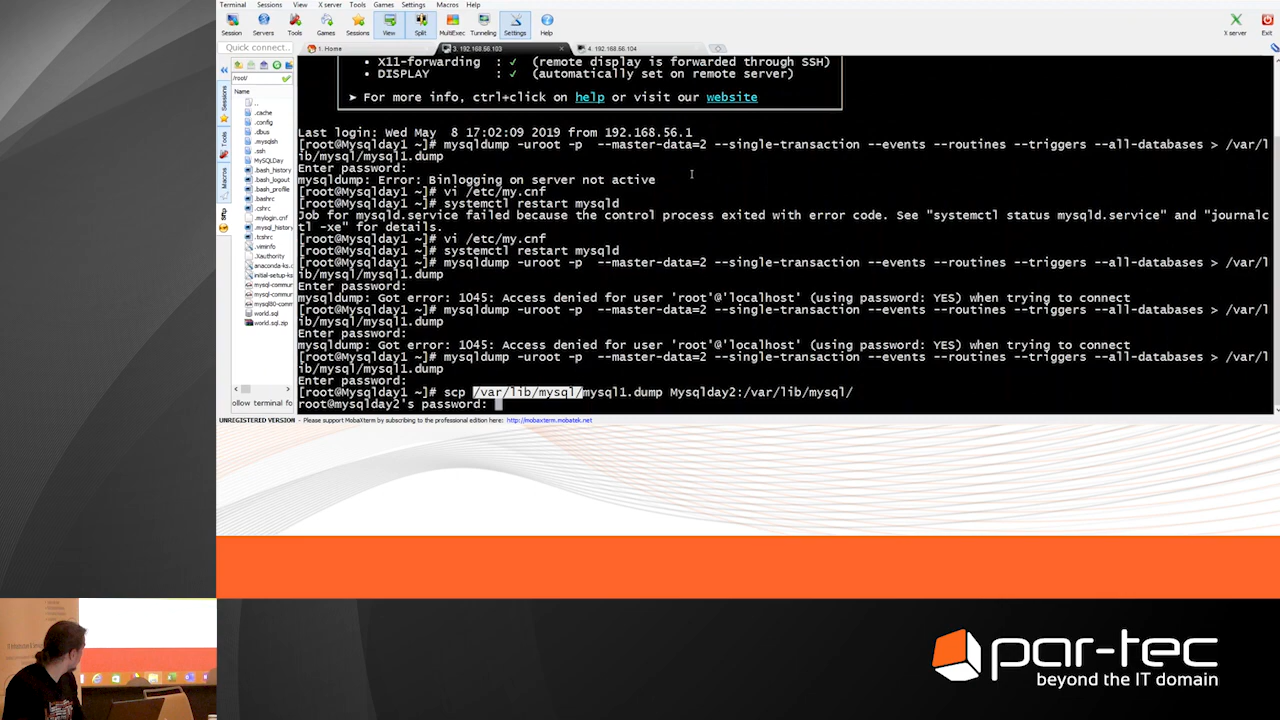 Terminal Sessions View X server Tools Games Settings Macros Help
Session Servers Tools Games Sessions View Split MultiExec Tunneling Settings Help X server Exit
Quick connect... 1. Home 3. 192.168.56.103 4. 192.168.56.104
/root/
Name
..
.cache
.config
.dbus
.mysqlsh
.ssh
MySQLDay
.bash_history
.bash_logout
.bash_profile
.bashrc
.cshrc
.mylogin.cnf
.mysql_history
.tcshrc
.viminfo
.Xauthority
anaconda-ks.c
initial-setup-ks
mysql-commun
mysql-commun
mysql80-comm
world.sql
world.sql.zip
Sessions
Tools
Macros
Sftp
ollow terminal fo
• X11-forwarding : ✓ (remote display is forwarded through SSH)
• DISPLAY : ✓ (automatically set on remote server)
➤ For more info, ctrl+click on help or visit our website
Last login: Wed May 8 17:02:09 2019 from 192.168.56.1
[root@Mysqlday1 ~]# mysqldump -uroot -p --master-data=2 --single-transaction --events --routines --triggers --all-databases > /var/l
ib/mysql/mysql1.dump
Enter password:
mysqldump: Error: Binlogging on server not active
[root@Mysqlday1 ~]# vi /etc/my.cnf
[root@Mysqlday1 ~]# systemctl restart mysqld
Job for mysqld.service failed because the control process exited with error code. See "systemctl status mysqld.service" and "journalc
tl -xe" for details.
[root@Mysqlday1 ~]# vi /etc/my.cnf
[root@Mysqlday1 ~]# systemctl restart mysqld
[root@Mysqlday1 ~]# mysqldump -uroot -p --master-data=2 --single-transaction --events --routines --triggers --all-databases > /var/l
ib/mysql/mysql1.dump
Enter password:
mysqldump: Got error: 1045: Access denied for user 'root'@'localhost' (using password: YES) when trying to connect
[root@Mysqlday1 ~]# mysqldump -uroot -p --master-data=2 --single-transaction --events --routines --triggers --all-databases > /var/l
ib/mysql/mysql1.dump
Enter password:
mysqldump: Got error: 1045: Access denied for user 'root'@'localhost' (using password: YES) when trying to connect
[root@Mysqlday1 ~]# mysqldump -uroot -p --master-data=2 --single-transaction --events --routines --triggers --all-databases > /var/l
ib/mysql/mysql1.dump
Enter password:
[root@Mysqlday1 ~]# scp /var/lib/mysql/mysql1.dump Mysqlday2:/var/lib/mysql/
root@mysqlday2's password:
UNREGISTERED VERSION - Please support MobaXterm by subscribing to the professional edition here: http://mobaxterm.mobatek.net
par-tec
beyond the IT domain